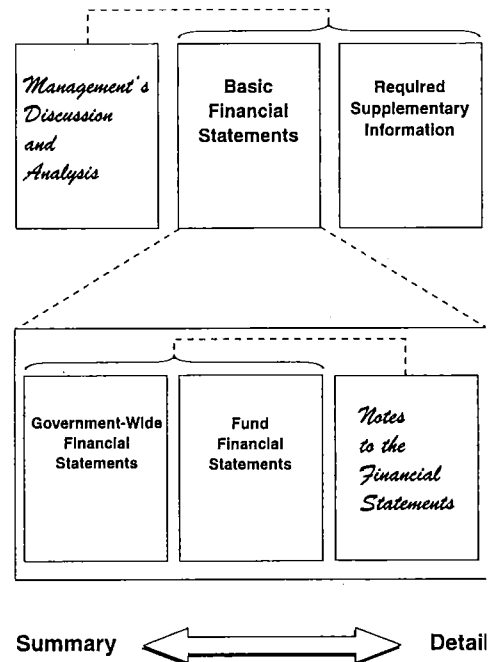 Management's
Discussion
and
Analysis
Basic
Financial
Statements
Required
Supplementary
Information
Government-Wide
Financial
Statements
Fund
Financial
Statements
Notes
to the
Financial
Statements
Summary
Detail